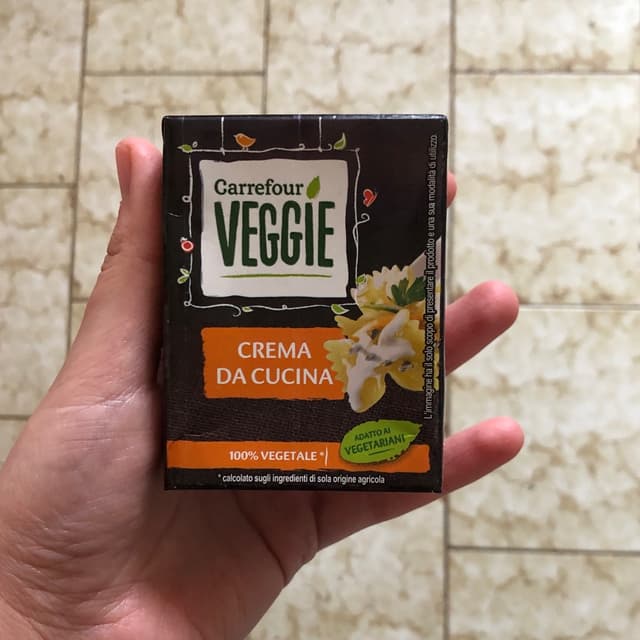 Carrefour
VEGGIE
CREMA
DA CUCINA
100% VEGETALE*
ADATTO AI
VEGETARIANI
* calcolato sugli ingredienti di sola origine agricola
L'immagine ha il solo scopo di presentare il prodotto e una sua modalità di utilizzo.